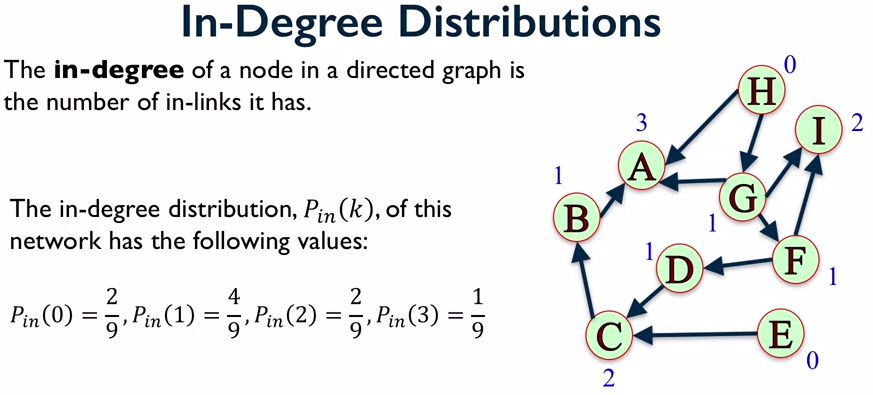 In-Degree Distributions
The in-degree of a node in a directed graph is
the number of in-links it has.
The in-degree distribution, P_in(k), of this
network has the following values:
P_in(0) = 2/9, P_in(1) = 4/9, P_in(2) = 2/9, P_in(3) = 1/9
0
H
I 2
3
A
1
G
B
1
1
D
F
1
C
E
2
0